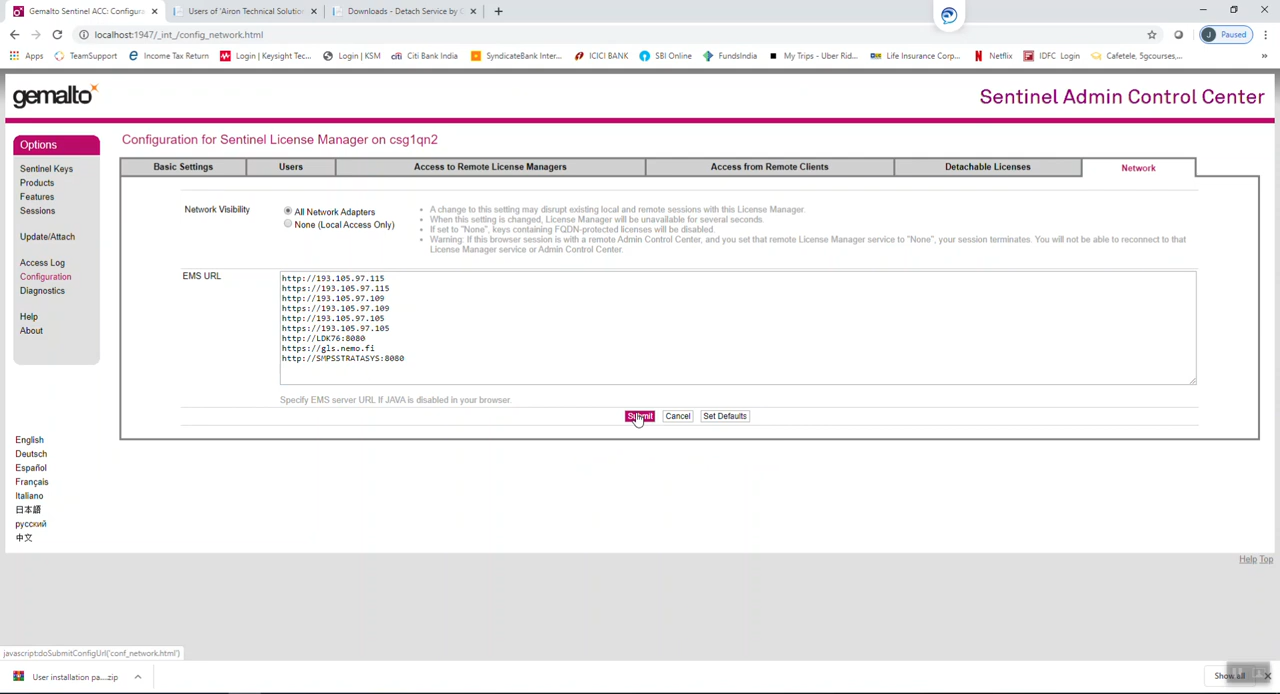 Gemalto Sentinel ACC: Configura
Users of 'Airon Technical Solution
Downloads - Detach Service by C
localhost:1947/_int_/config_network.html
J Paused
Apps
TeamSupport
Income Tax Return
Login | Keysight Tec...
Login | KSM
citi Citi Bank India
SyndicateBank Inter...
ICICI BANK
SBI Online
FundsIndia
My Trips - Uber Rid...
Life Insurance Corp...
Netflix
IDFC Login
Cafetele, 5gcourses,...
gemalto
Sentinel Admin Control Center
Options
Sentinel Keys
Products
Features
Sessions
Update/Attach
Access Log
Configuration
Diagnostics
Help
About
Configuration for Sentinel License Manager on csg1qn2
Basic Settings
Users
Access to Remote License Managers
Access from Remote Clients
Detachable Licenses
Network
Network Visibility
All Network Adapters
None (Local Access Only)
A change to this setting may disrupt existing local and remote sessions with this License Manager.
When this setting is changed, License Manager will be unavailable for several seconds.
If set to "None", keys containing FQDN-protected licenses will be disabled.
Warning: If this browser session is with a remote Admin Control Center, and you set that remote License Manager service to "None", your session terminates. You will not be able to reconnect to that
License Manager service or Admin Control Center.
EMS URL
http://193.105.97.115
https://193.105.97.115
http://193.105.97.109
https://193.105.97.109
http://193.105.97.105
https://193.105.97.105
http://LDK76:8080
https://gls.nemo.fi
http://SMPSSTRATASYS:8080
Specify EMS server URL If JAVA is disabled in your browser.
Submit
Cancel
Set Defaults
English
Deutsch
Español
Français
Italiano
日本語
русский
中文
Help Top
javascript:doSubmitConfigUrl('conf_network.html')
User installation pa....zip
Show all